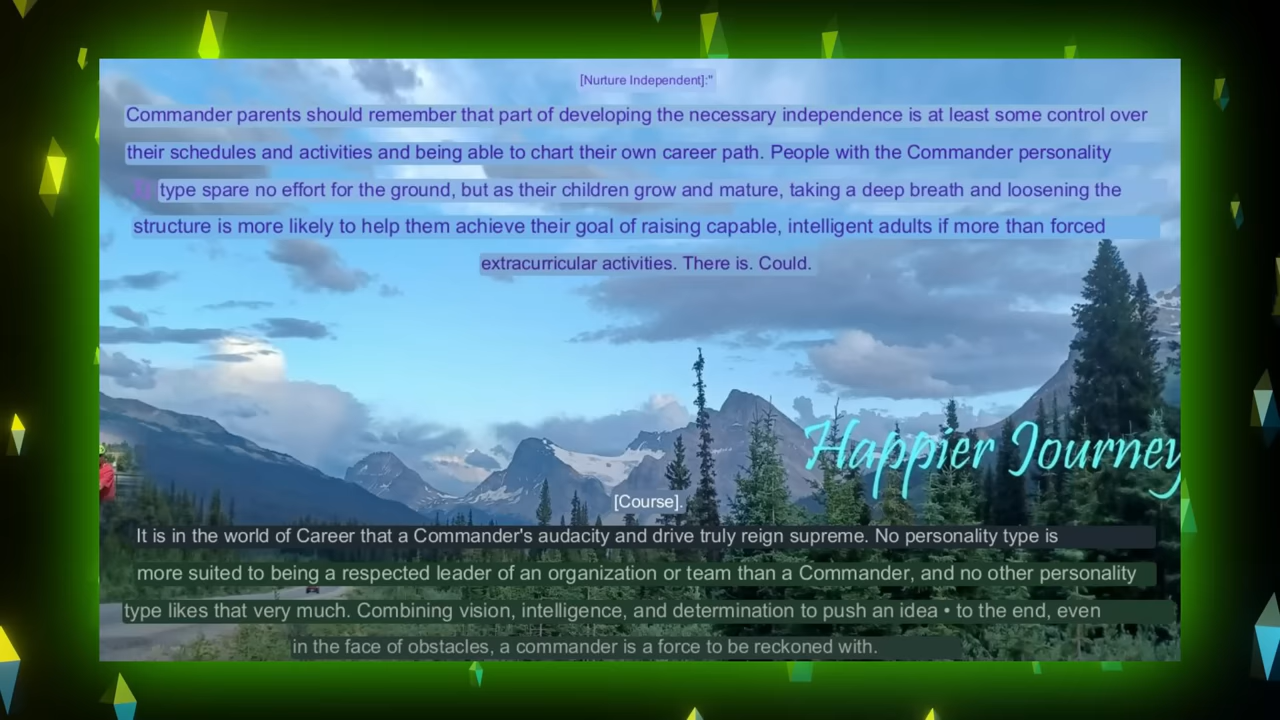 [Nurture Independent]:"
Commander parents should remember that part of developing the necessary independence is at least some control over
their schedules and activities and being able to chart their own career path. People with the Commander personality
type spare no effort for the ground, but as their children grow and mature, taking a deep breath and loosening the
structure is more likely to help them achieve their goal of raising capable, intelligent adults if more than forced
extracurricular activities. There is. Could.
Happier Journey
[Course].
It is in the world of Career that a Commander's audacity and drive truly reign supreme. No personality type is
more suited to being a respected leader of an organization or team than a Commander, and no other personality
type likes that very much. Combining vision, intelligence, and determination to push an idea • to the end, even
in the face of obstacles, a commander is a force to be reckoned with.